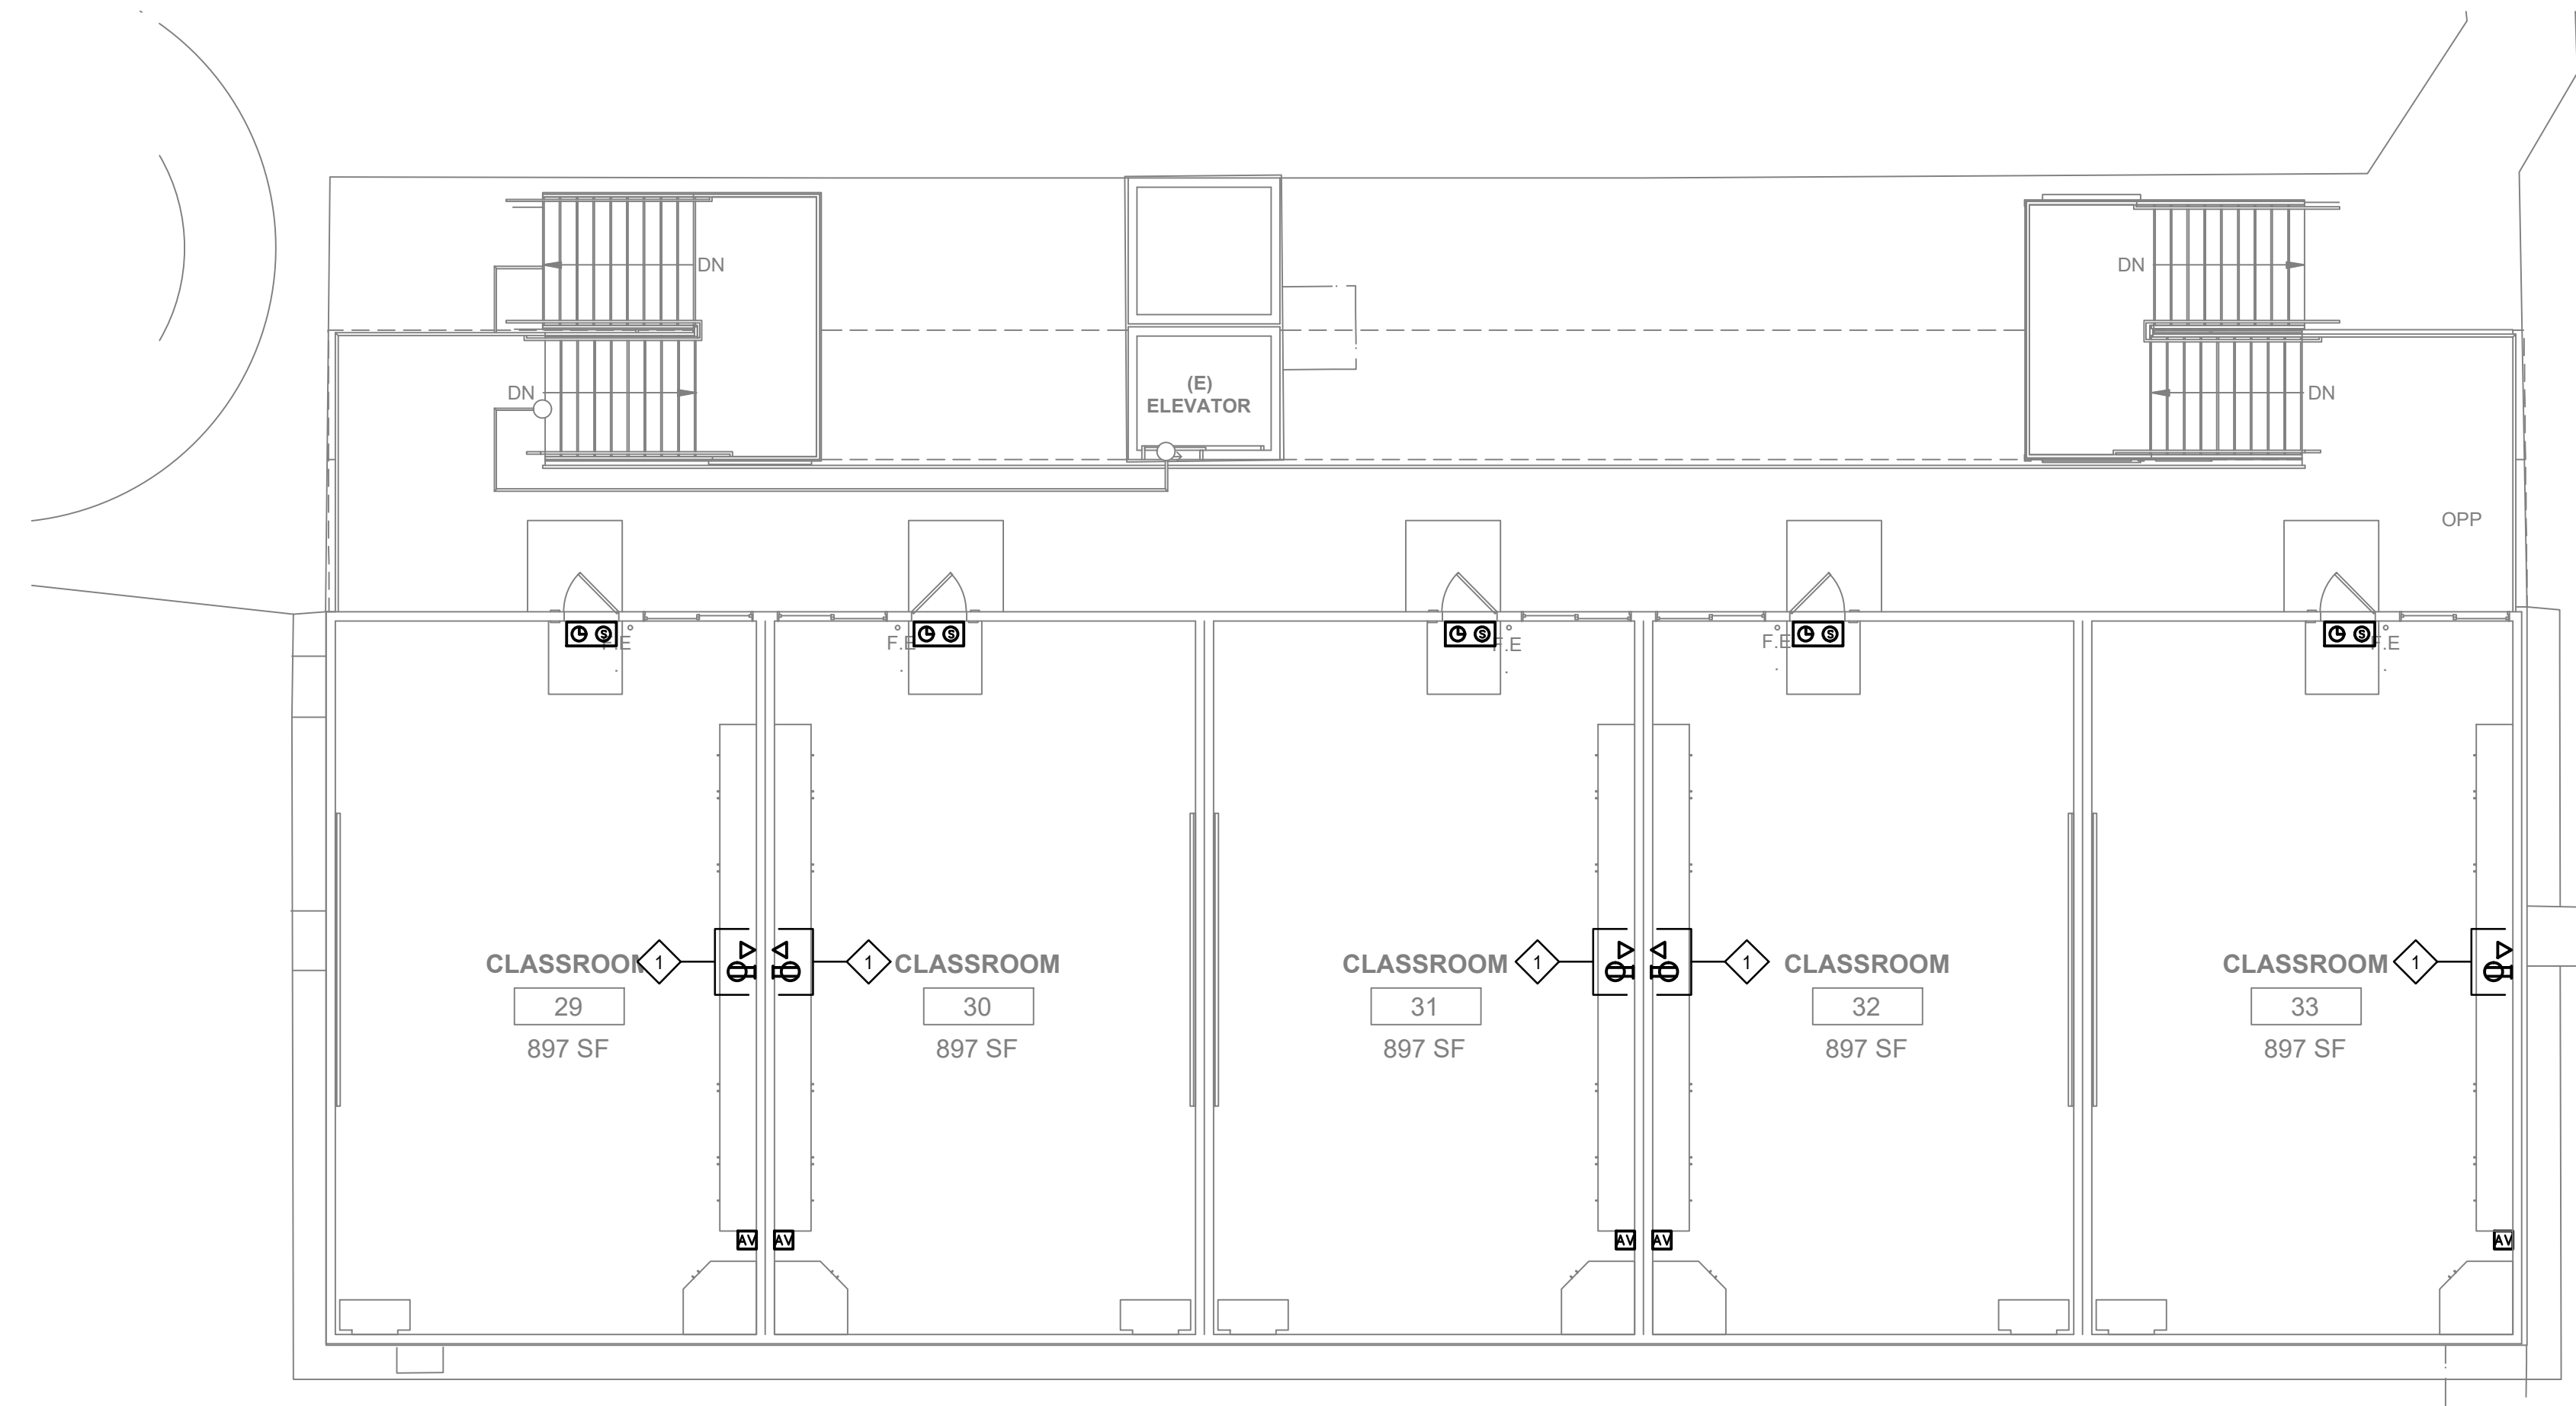 DN
DN
(E)
ELEVATOR
DN
DN
OPP
S
F.E
.
F.E
.
S
S
F.E
.
F.E
.
S
S
F.E
.
CLASSROOM
1
29
897 SF
1
CLASSROOM
30
897 SF
CLASSROOM
1
31
897 SF
1
CLASSROOM
32
897 SF
CLASSROOM
1
33
897 SF
AV
AV
AV
AV
AV